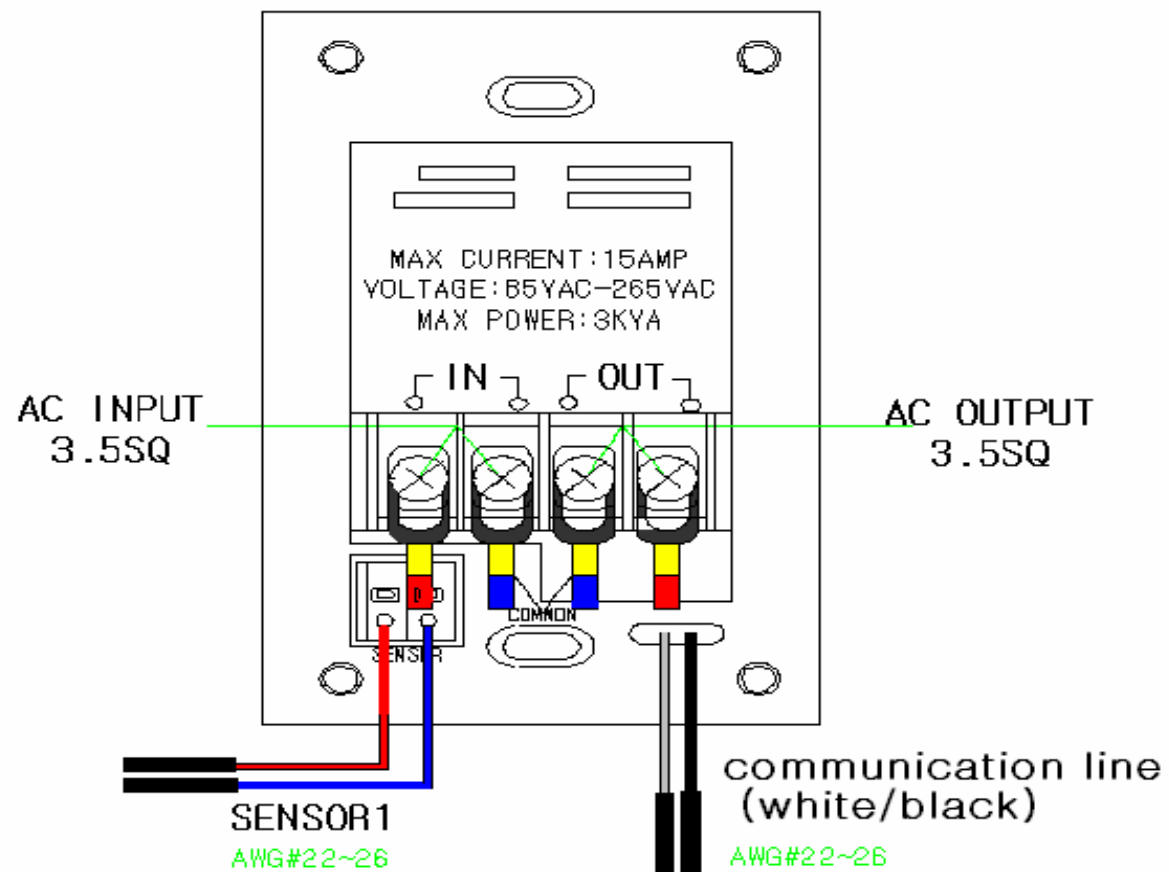 MAX CURRENT:15AMP
VOLTAGE:85VAC-265VAC
MAX POWER:3KVA
IN OUT
AC INPUT
3.5SQ
AC OUTPUT
3.5SQ
COMMON
SENSOR
communication line
(white/black)
SENSOR1
AWG#22~26
AWG#22~26